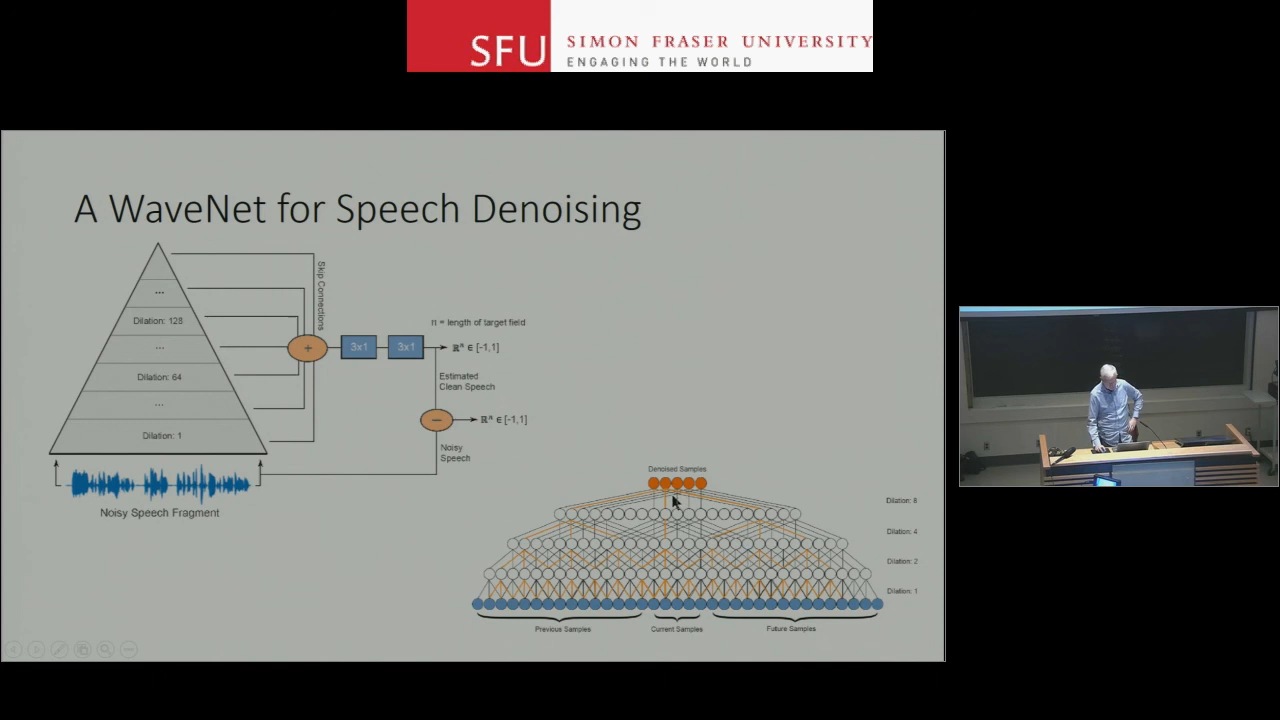 SFU SIMON FRASER UNIVERSITY
ENGAGING THE WORLD
A WaveNet for Speech Denoising
...
Dilation: 128
...
Dilation: 64
...
Dilation: 1
Noisy Speech Fragment
Skip Connections
+
3x1
3x1
n = length of target field
ℝⁿ ∈ [-1,1]
Estimated
Clean Speech
−
ℝⁿ ∈ [-1,1]
Noisy
Speech
Denoised Samples
Dilation: 8
Dilation: 4
Dilation: 2
Dilation: 1
Previous Samples
Current Samples
Future Samples